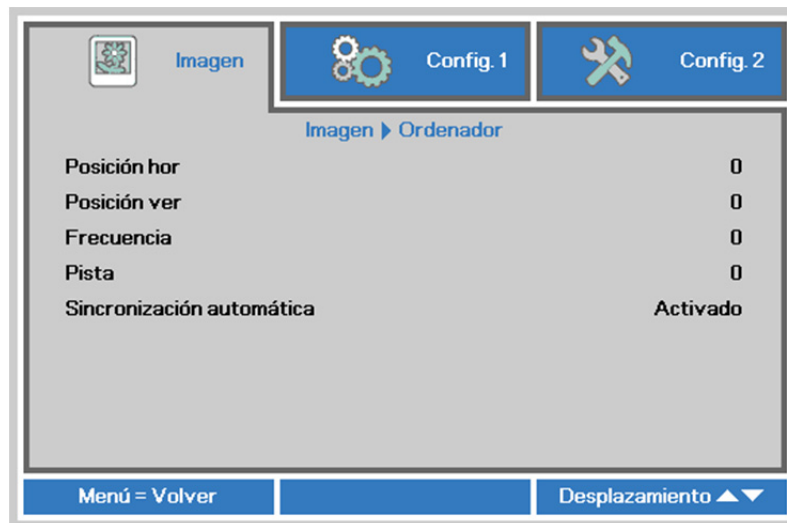 Imagen Config. 1 Config. 2
Imagen ▶ Ordenador
Posición hor 0
Posición ver 0
Frecuencia 0
Pista 0
Sincronización automática Activado
Menú = Volver Desplazamiento ▲▼